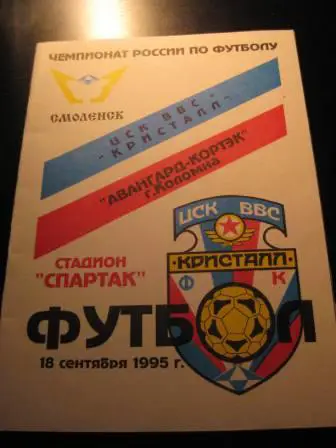 ЧЕМПИОНАТ РОССИИ ПО ФУТБОЛУ
СМОЛЕНСК
ЦСК ВВС -
- КРИСТАЛЛ -
"АВАНГАРД-КОРТЭК"
г. Коломна
СТАДИОН
"СПАРТАК"
ЦСК ВВС
·КРИСТАЛЛ·
Ф К
ФУТБОЛ
18 сентября 1995 г.